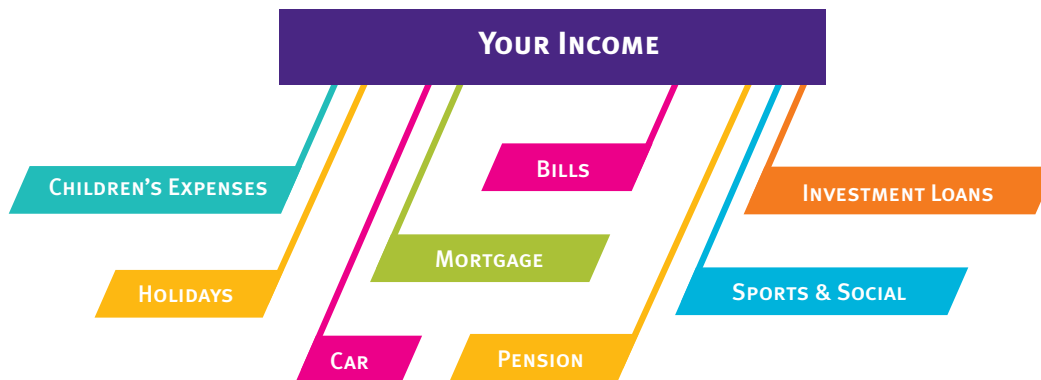 Your Income
Children's Expenses
Bills
Investment Loans
Mortgage
Holidays
Sports & Social
Car
Pension